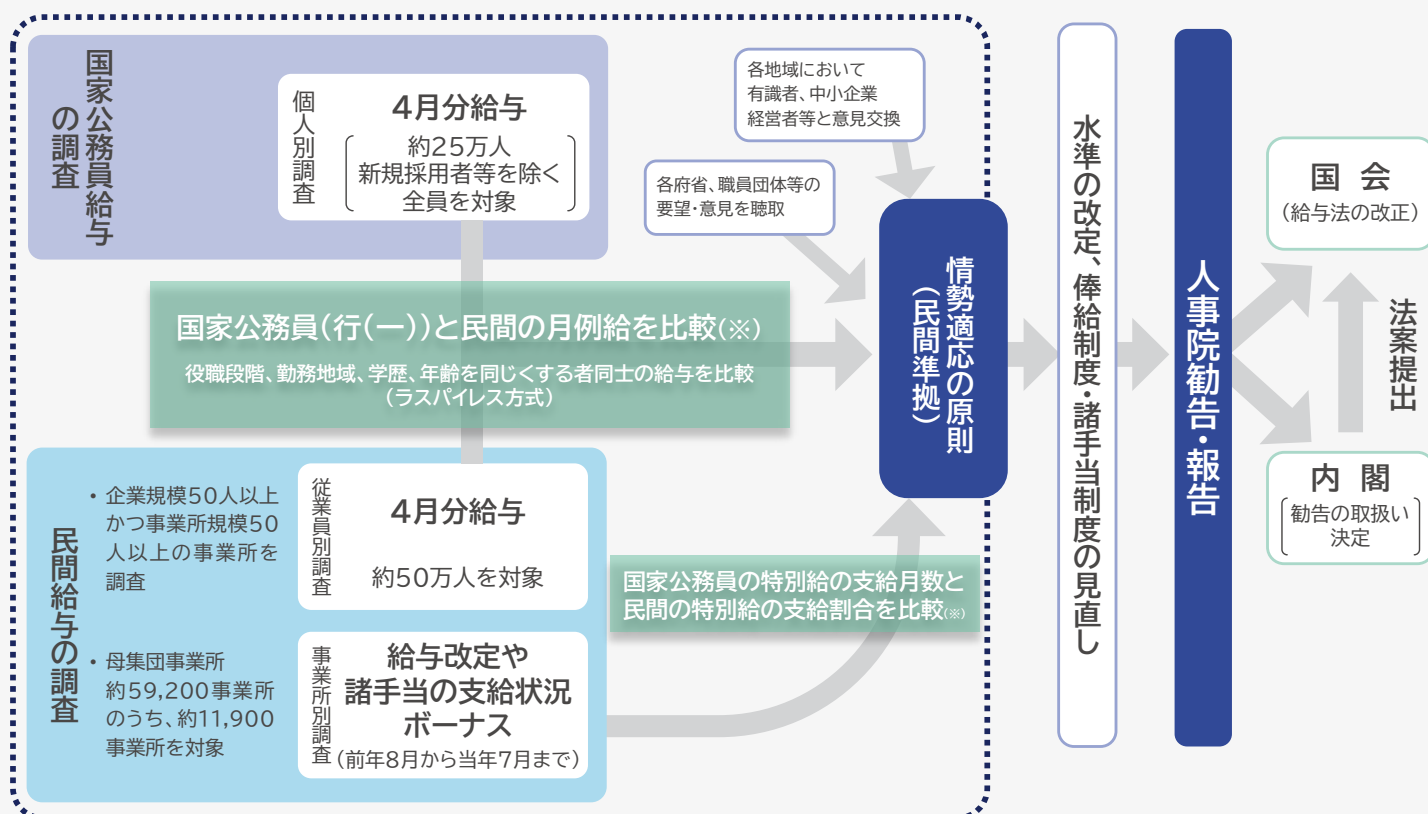 国家公務員給与
の調査
個人別調査
4月分給与
約25万人
新規採用者等を除く
全員を対象
各地域において
有識者、中小企業
経営者等と意見交換
各府省、職員団体等の
要望・意見を聴取
国家公務員(行(一))と民間の月例給を比較(※)
役職段階、勤務地域、学歴、年齢を同じくする者同士の給与を比較
(ラスパイレス方式)
民間給与の調査
・企業規模50人以上
かつ事業所規模50
人以上の事業所を
調査
・母集団事業所
約59,200事業所
のうち、約11,900
事業所を対象
従業員別調査
4月分給与
約50万人を対象
事業所別調査
給与改定や
諸手当の支給状況
ボーナス
(前年8月から当年7月まで)
国家公務員の特別給の支給月数と
民間の特別給の支給割合を比較(※)
情勢適応の原則
(民間準拠)
水準の改定、俸給制度・諸手当制度の見直し
人事院勧告・報告
国会
(給与法の改正)
法案提出
内閣
勧告の取扱い
決定